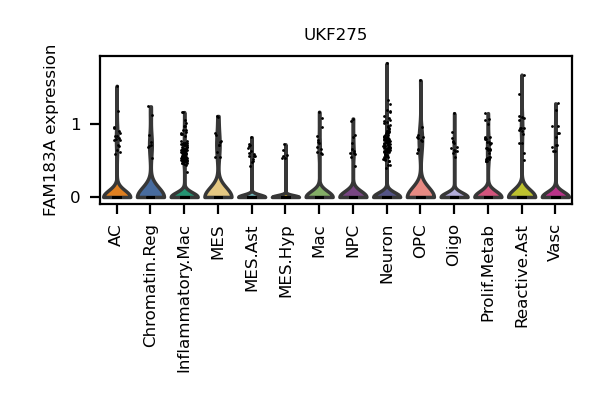 UKF275
FAM183A expression
1
0
AC
Chromatin.Reg
Inflammatory.Mac
MES
MES.Ast
MES.Hyp
Mac
NPC
Neuron
OPC
Oligo
Prolif.Metab
Reactive.Ast
Vasc